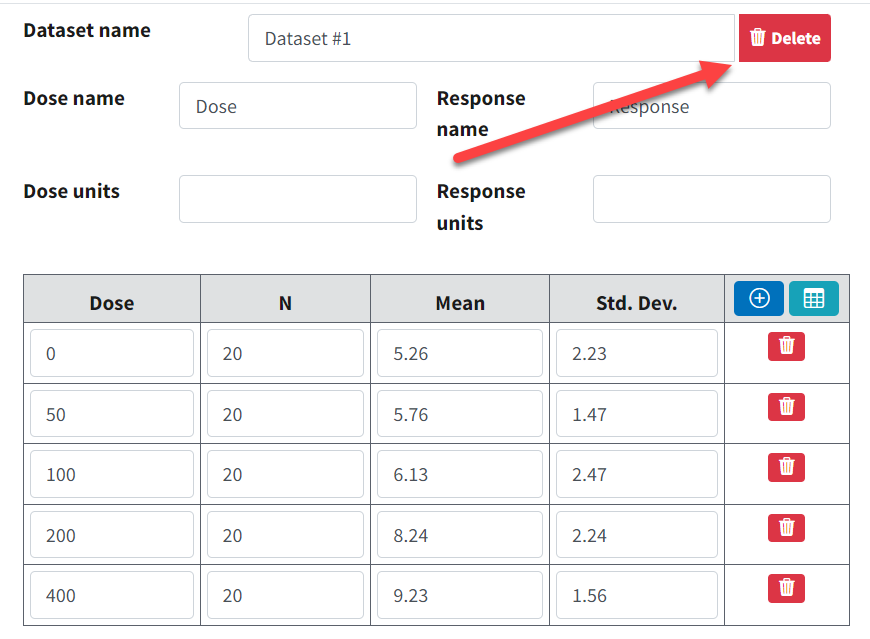 Dataset name Dataset #1 Delete
Dose name Dose Response name Response
Dose units Response units
Dose N Mean Std. Dev.
0 20 5.26 2.23
50 20 5.76 1.47
100 20 6.13 2.47
200 20 8.24 2.24
400 20 9.23 1.56